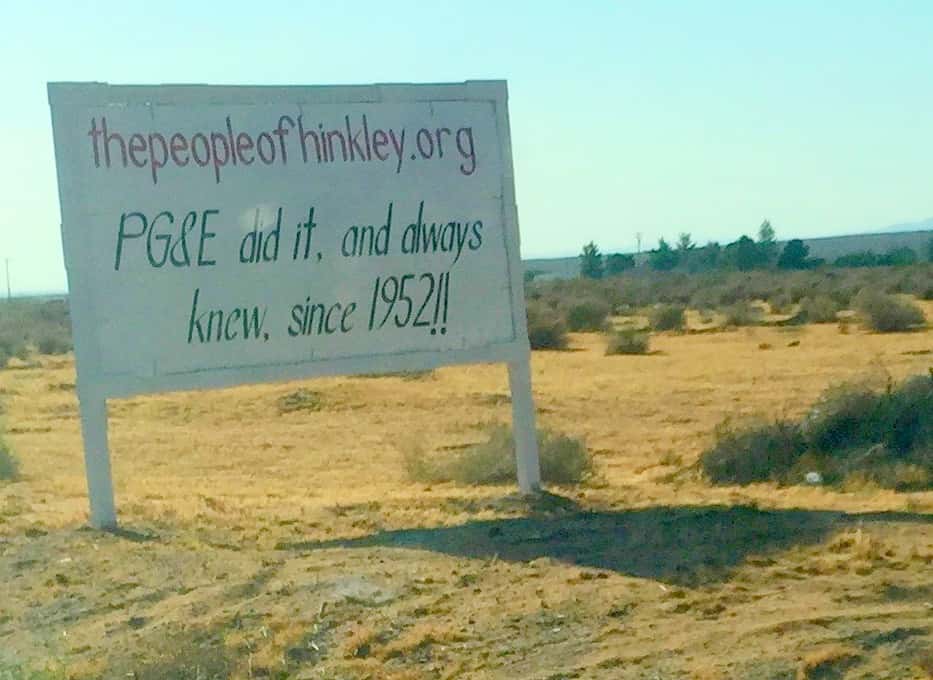 thepeopleofhinkley.org
PG&E did it, and always
knew, since 1952!!